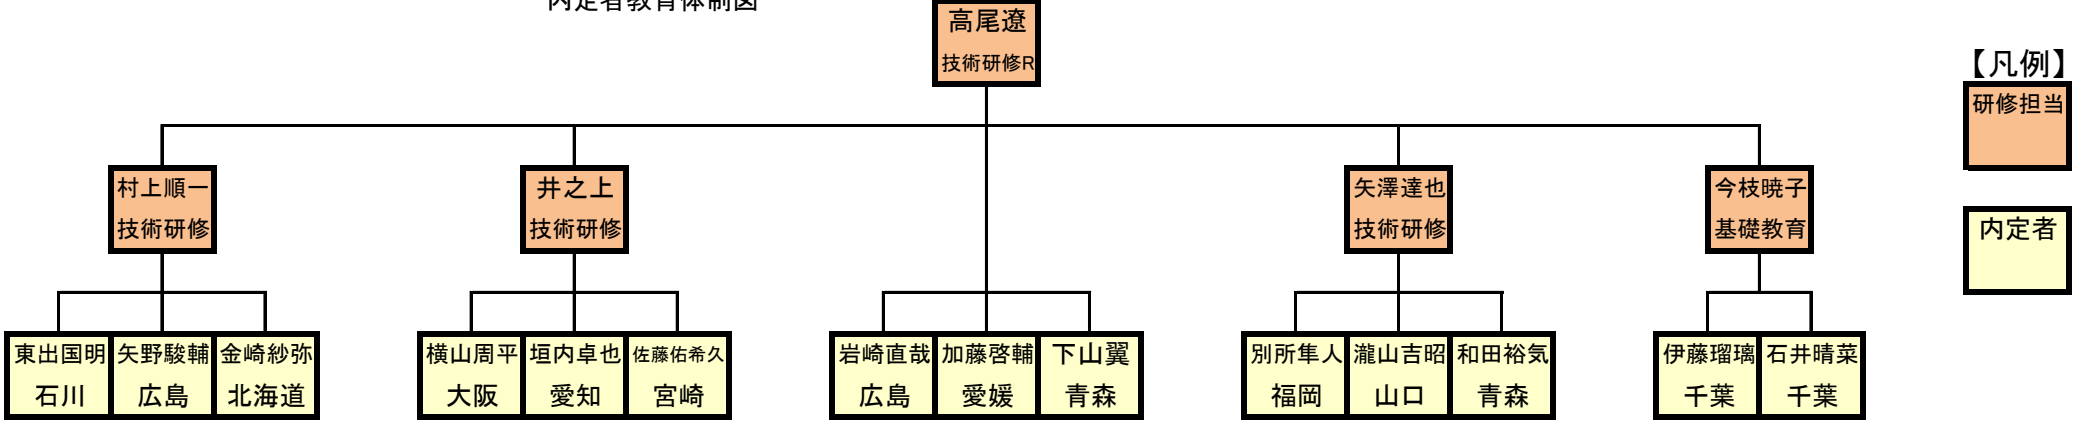 内定者教育体制図
高尾遼
技術研修R
【凡例】
研修担当
内定者
村上順一
技術研修
井之上
技術研修
矢澤達也
技術研修
今枝暁子
基礎教育
東出国明
石川
矢野駿輔
広島
金崎紗弥
北海道
横山周平
大阪
垣内卓也
愛知
佐藤佑希久
宮崎
岩崎直哉
広島
加藤啓輔
愛媛
下山翼
青森
別所隼人
福岡
瀧山吉昭
山口
和田裕気
青森
伊藤瑠璃
千葉
石井晴菜
千葉